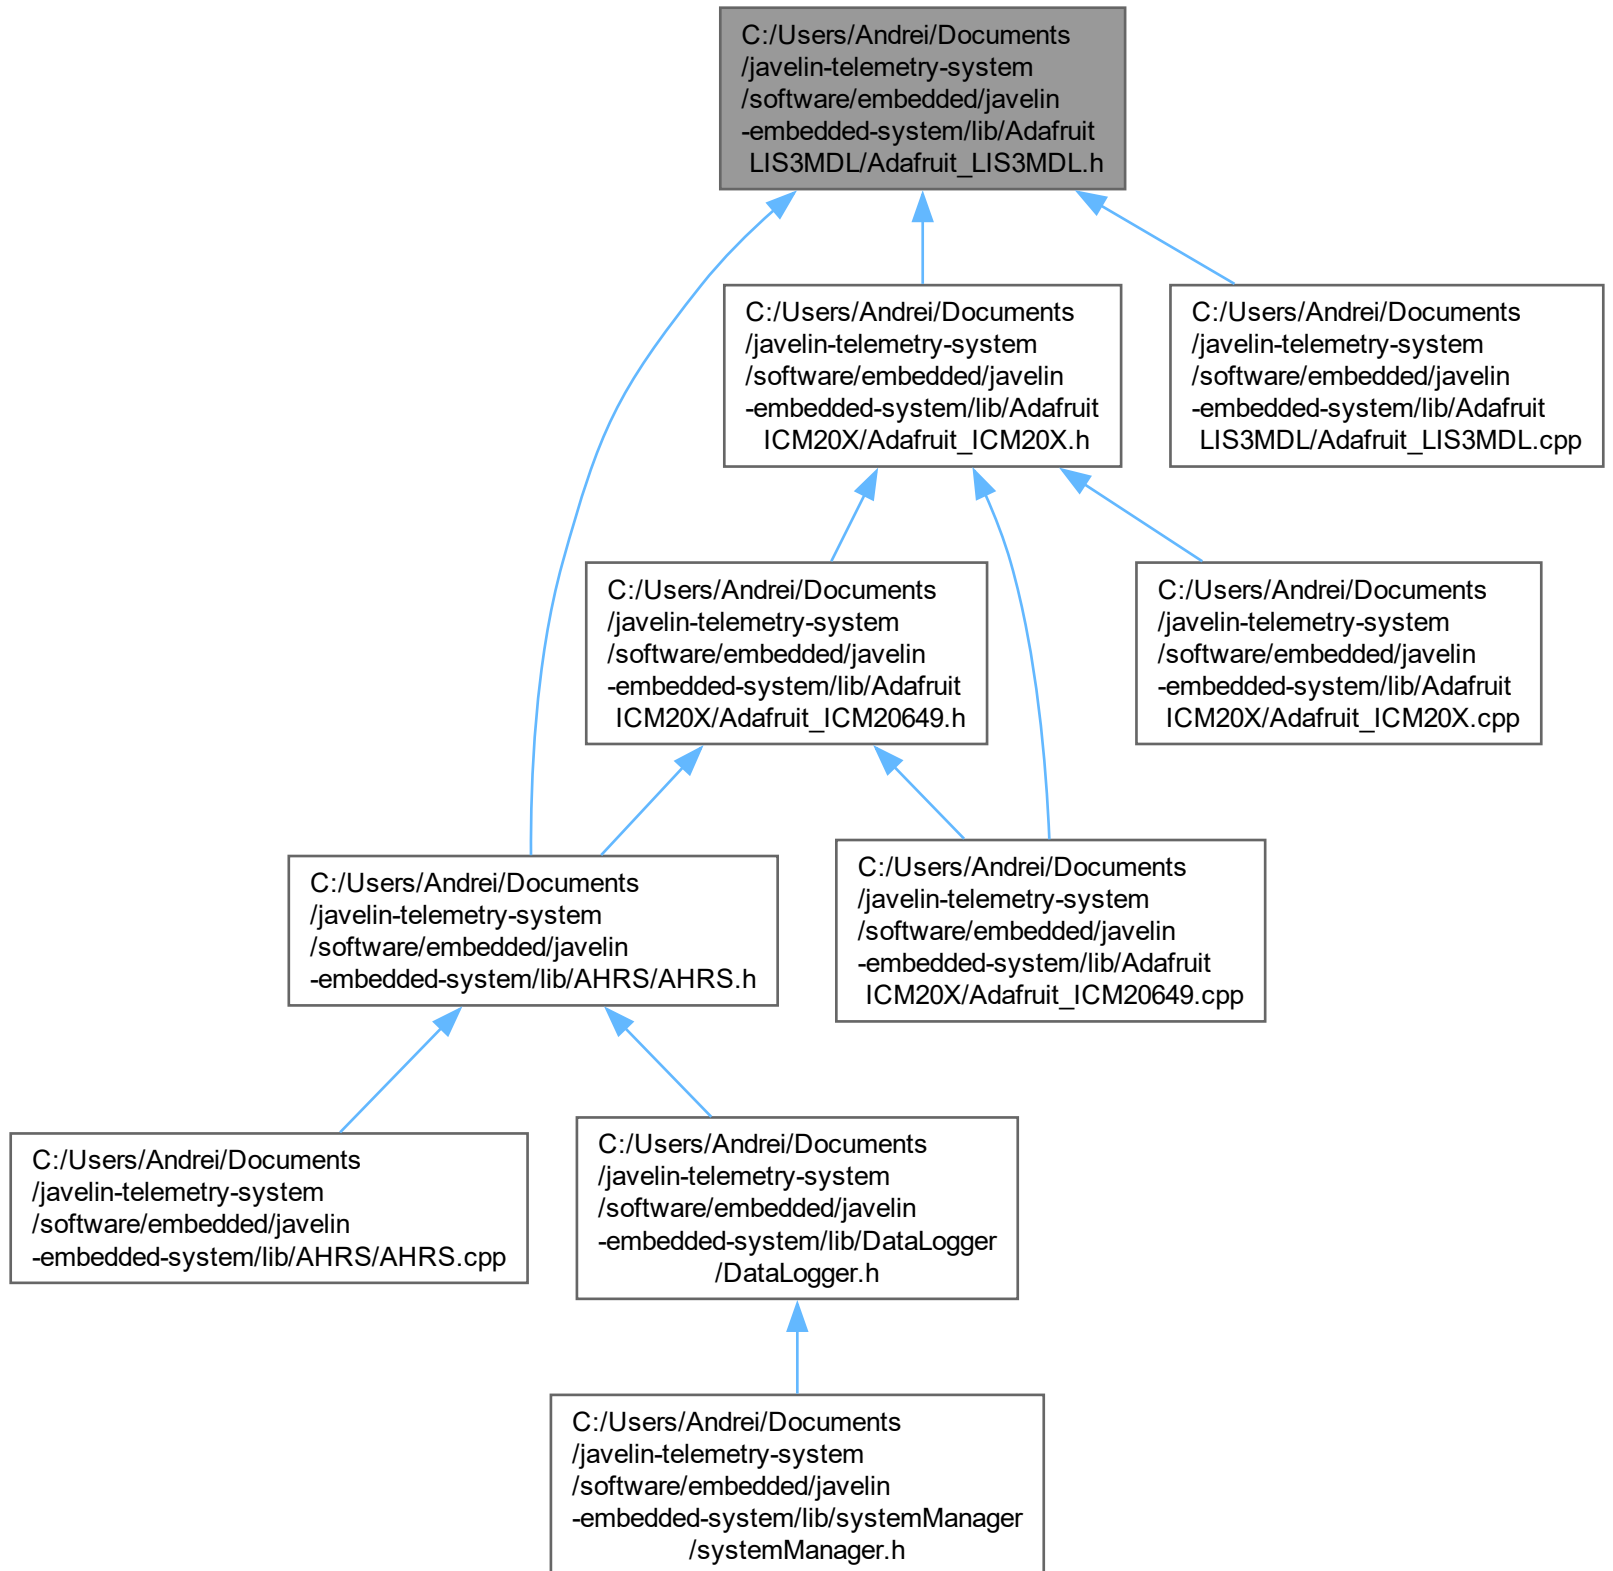 C:/Users/Andrei/Documents
/javelin-telemetry-system
/software/embedded/javelin
-embedded-system/lib/Adafruit
LIS3MDL/Adafruit_LIS3MDL.h
C:/Users/Andrei/Documents
/javelin-telemetry-system
/software/embedded/javelin
-embedded-system/lib/Adafruit
ICM20X/Adafruit_ICM20X.h
C:/Users/Andrei/Documents
/javelin-telemetry-system
/software/embedded/javelin
-embedded-system/lib/Adafruit
LIS3MDL/Adafruit_LIS3MDL.cpp
C:/Users/Andrei/Documents
/javelin-telemetry-system
/software/embedded/javelin
-embedded-system/lib/Adafruit
ICM20X/Adafruit_ICM20649.h
C:/Users/Andrei/Documents
/javelin-telemetry-system
/software/embedded/javelin
-embedded-system/lib/Adafruit
ICM20X/Adafruit_ICM20X.cpp
C:/Users/Andrei/Documents
/javelin-telemetry-system
/software/embedded/javelin
-embedded-system/lib/AHRS/AHRS.h
C:/Users/Andrei/Documents
/javelin-telemetry-system
/software/embedded/javelin
-embedded-system/lib/Adafruit
ICM20X/Adafruit_ICM20649.cpp
C:/Users/Andrei/Documents
/javelin-telemetry-system
/software/embedded/javelin
-embedded-system/lib/AHRS/AHRS.cpp
C:/Users/Andrei/Documents
/javelin-telemetry-system
/software/embedded/javelin
-embedded-system/lib/DataLogger
/DataLogger.h
C:/Users/Andrei/Documents
/javelin-telemetry-system
/software/embedded/javelin
-embedded-system/lib/systemManager
/systemManager.h